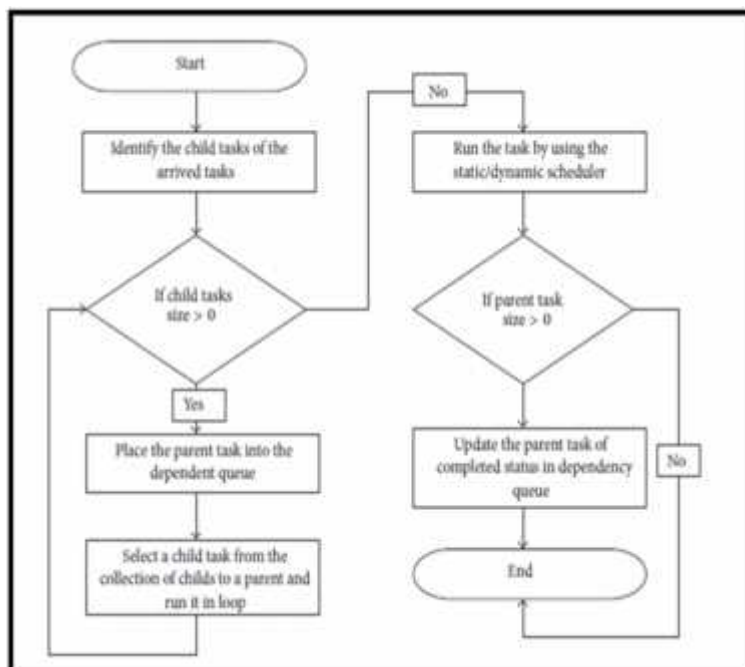 Start
Identify the child tasks of the
arrived tasks
If child tasks
size > 0
Yes
Place the parent task into the
dependent queue
Select a child task from the
collection of childs to a parent and
run it in loop
No
Run the task by using the
static/dynamic scheduler
If parent task
size > 0
Update the parent task of
completed status in dependency
queue
No
End